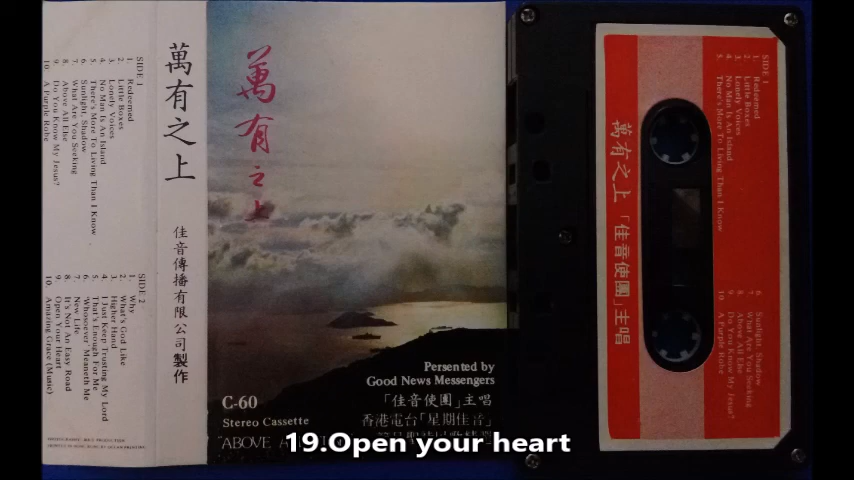 SIDE 1
1. Redeemed
2. Little Boxes
3. Lonely Voices
4. No Man Is An Island
5. There's More To Living Than I Know
6. Sunlight, Shadow
7. What Are You Seeking
8. Above All Else
9. Do You Know My Jesus?
10. A Purple Robe
SIDE 2
1. Why
2. What's God Like
3. Higher Hand
4. I Just Keep Trusting My Lord
5. That's Enough For Me
6. 'Whosoever' Meaneth Me
7. New Life
8. It's Not An Easy Road
9. Open Your Heart
10. Amazing Grace (Music)
萬有之上
佳音傳播有限公司製作
萬有之上
Persented by
Good News Messengers
C-60
「佳音使團」主唱
Stereo Cassette
香港電台「星期佳音」
"ABOVE A
19.Open your heart
SIDE 1
1. Redeemed
2. Little Boxes
3. Lonely Voices
4. No Man Is An Island
5. There's More To Living Than I Know
6. Sunlight, Shadow
7. What Are You Seeking
8. Above All Else
9. Do You Know My Jesus?
10. A Purple Robe
萬有之上「佳音使團」主唱